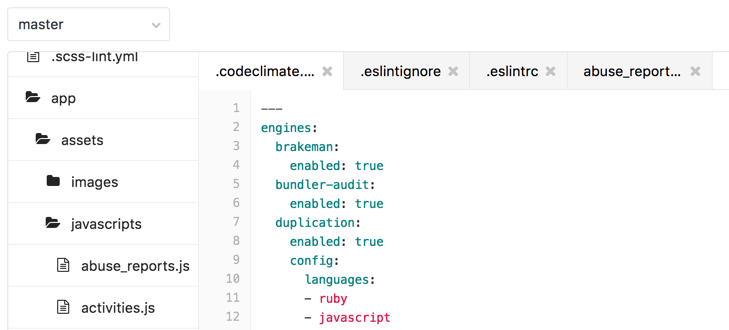 master
.scss-lint.yml
app
assets
images
javascripts
abuse_reports.js
activities.js
.codeclimate.... .eslintignore .eslintrc abuse_report...
1 ---
2 engines:
3 brakeman:
4 enabled: true
5 bundler-audit:
6 enabled: true
7 duplication:
8 enabled: true
9 config:
10 languages:
11 - ruby
12 - javascript